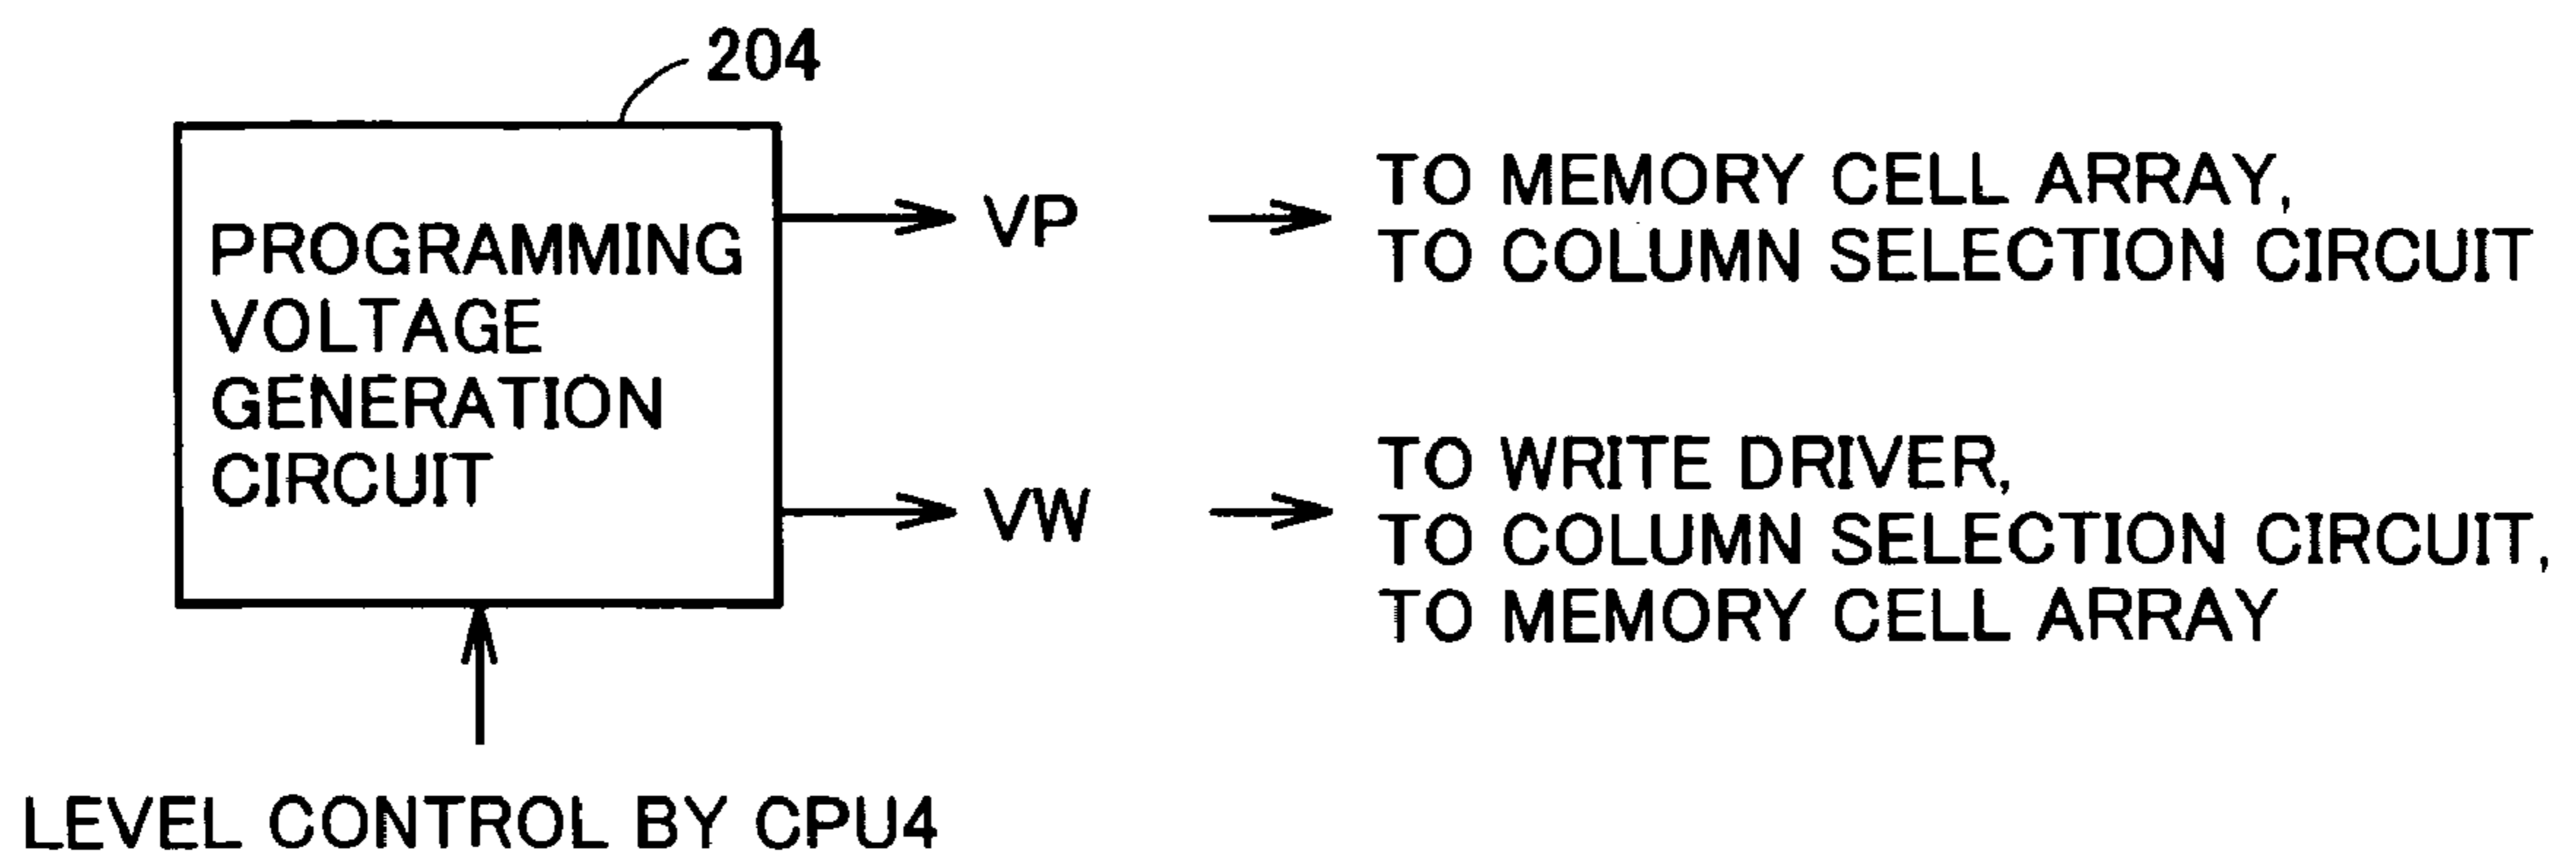 204
PROGRAMMING
VOLTAGE
GENERATION
CIRCUIT
VP
TO MEMORY CELL ARRAY,
TO COLUMN SELECTION CIRCUIT
VW
TO WRITE DRIVER,
TO COLUMN SELECTION CIRCUIT,
TO MEMORY CELL ARRAY
LEVEL CONTROL BY CPU4